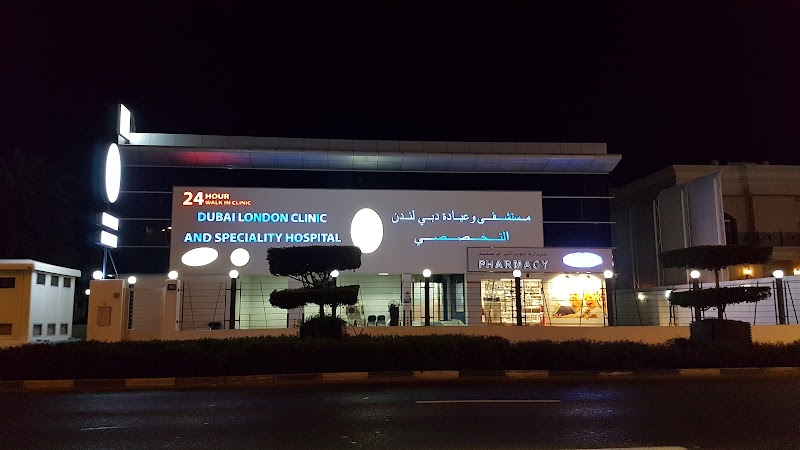 24 HOUR
WALK IN CLINIC
DUBAI LONDON CLINIC
AND SPECIALITY HOSPITAL
مستشفى وعيادة دبي لندن
التخصصي
PHARMACY